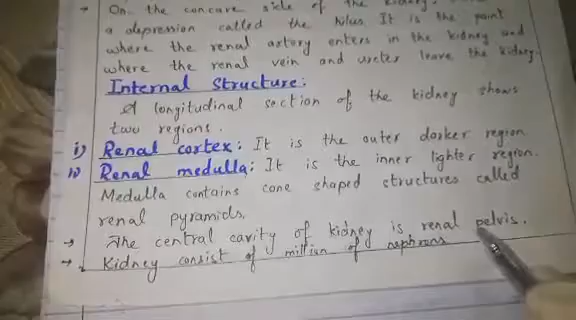 → On the concave side of the kidney.
a depression called the hilus It is the point
where the renal artery enters in the kidney and
where the renal vein and ureter leave the kidney.
Internal Structure:
A longitudinal section of the kidney shows
two regions.
i) Renal cortex: It is the outer darker region.
ii) Renal medulla: It is the inner lighter region.
Medulla contains cone shaped structures called
renal pyramids.
→ The central cavity of kidney is renal pelvis.
→ Kidney consist of million of nephrons